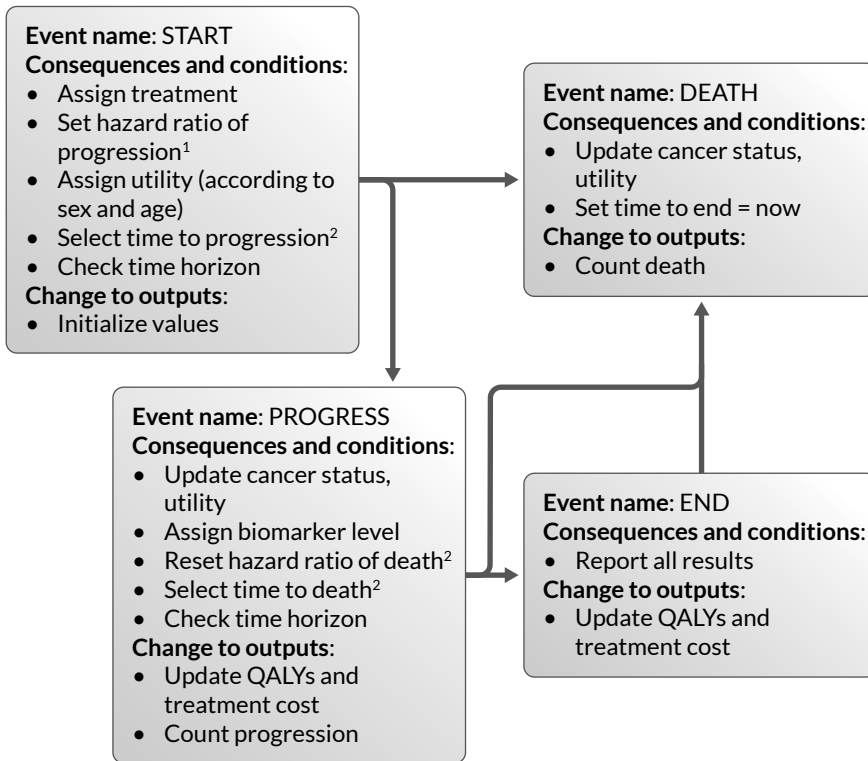 Event name: START
Consequences and conditions:
• Assign treatment
• Set hazard ratio of
progression¹
• Assign utility (according to
sex and age)
• Select time to progression²
• Check time horizon
Change to outputs:
• Initialize values
Event name: DEATH
Consequences and conditions:
• Update cancer status,
utility
• Set time to end = now
Change to outputs:
• Count death
Event name: PROGRESS
Consequences and conditions:
• Update cancer status,
utility
• Assign biomarker level
• Reset hazard ratio of death²
• Select time to death²
• Check time horizon
Change to outputs:
• Update QALYs and
treatment cost
• Count progression
Event name: END
Consequences and conditions:
• Report all results
Change to outputs:
• Update QALYs and
treatment cost